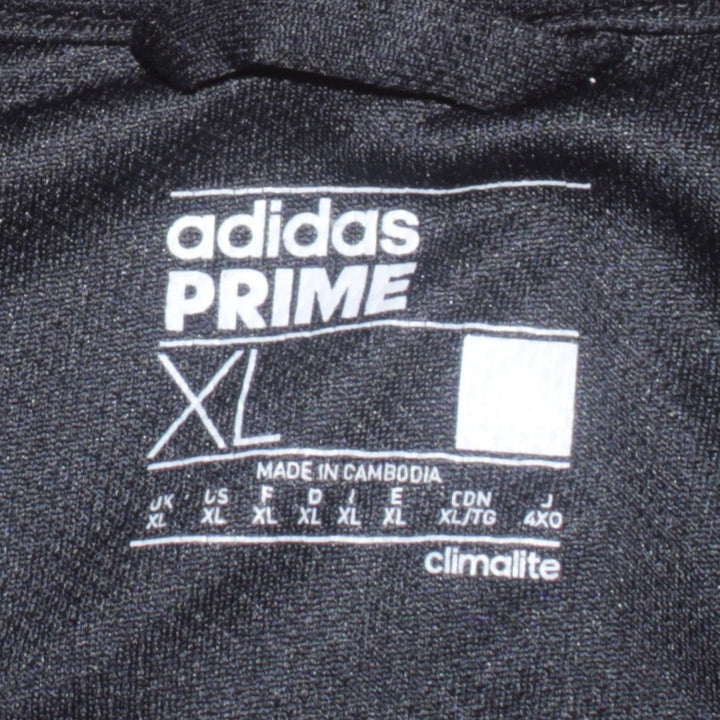 adidas
PRIME
XL
MADE IN CAMBODIA
UK US F D I E CDN J
XL XL XL XL XL XL XL/TG 4XO
climalite